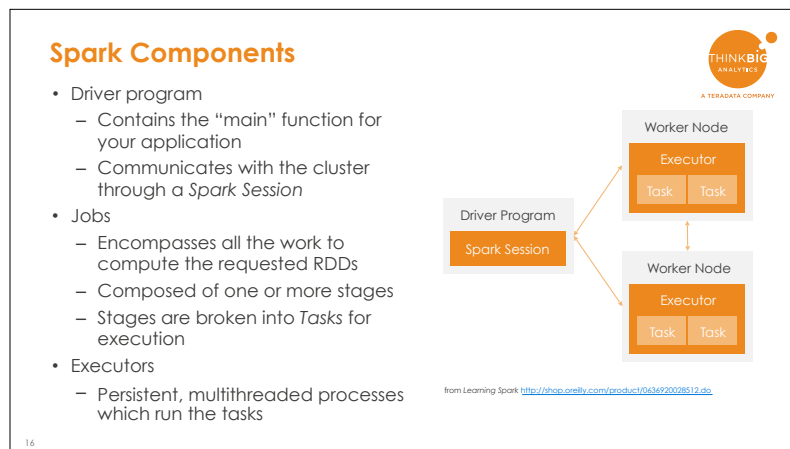 Spark Components
THINKBiG
ANALYTICS
A TERADATA COMPANY
• Driver program
– Contains the “main” function for
your application
– Communicates with the cluster
through a Spark Session
• Jobs
– Encompasses all the work to
compute the requested RDDs
– Composed of one or more stages
– Stages are broken into Tasks for
execution
• Executors
– Persistent, multithreaded processes
which run the tasks
Driver Program
Spark Session
Worker Node
Executor
Task Task
Worker Node
Executor
Task Task
from Learning Spark http://shop.oreilly.com/product/0636920028512.do
16